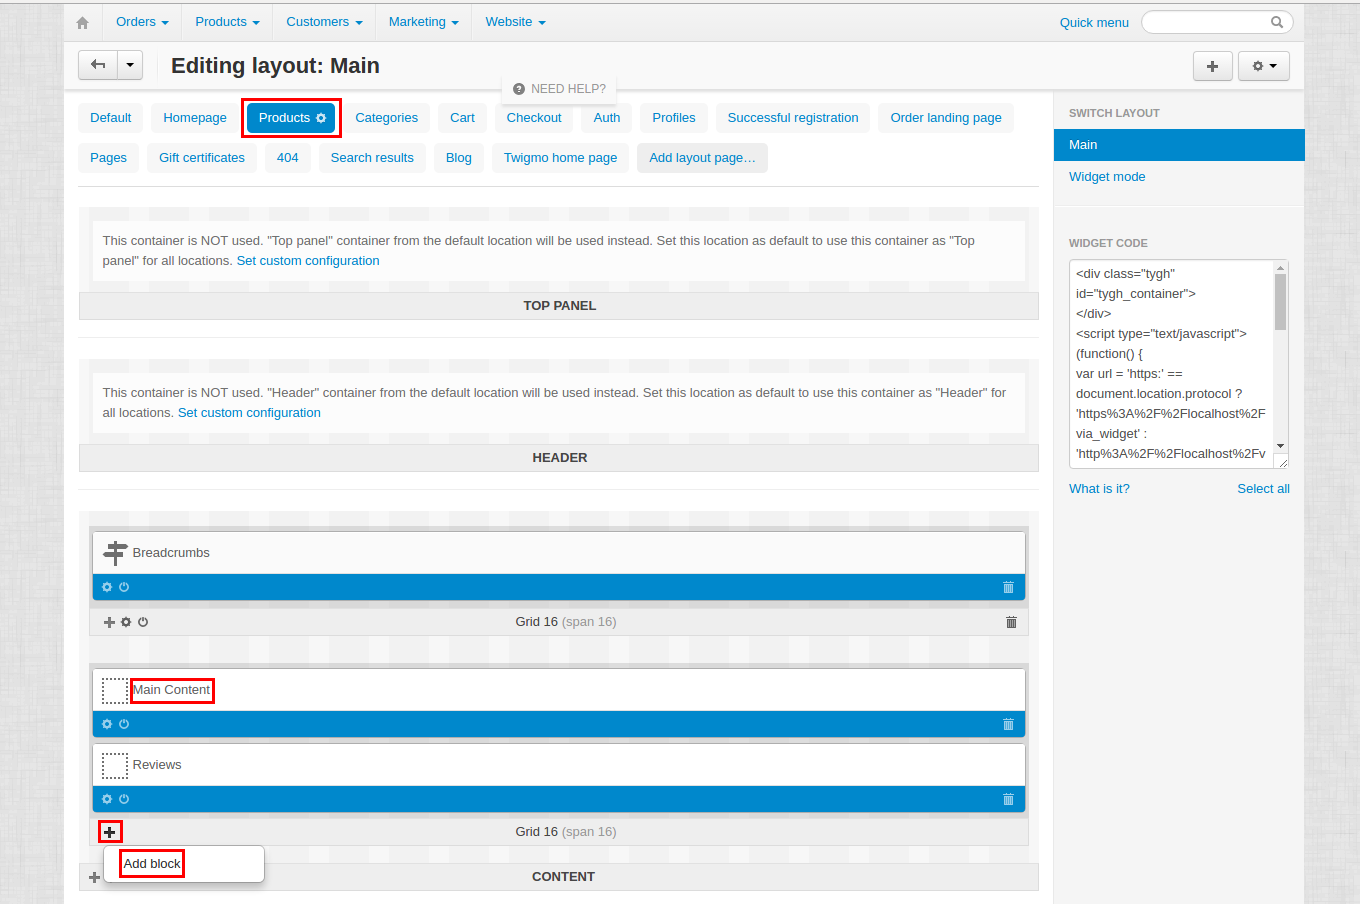 Orders Products Customers Marketing Website Quick menu
Editing layout: Main
NEED HELP?
Default Homepage Products Categories Cart Checkout Auth Profiles Successful registration Order landing page
Pages Gift certificates 404 Search results Blog Twigmo home page Add layout page…
This container is NOT used. "Top panel" container from the default location will be used instead. Set this location as default to use this container as "Top
panel" for all locations. Set custom configuration
TOP PANEL
This container is NOT used. "Header" container from the default location will be used instead. Set this location as default to use this container as "Header" for
all locations. Set custom configuration
HEADER
Breadcrumbs
Grid 16 (span 16)
Main Content
Reviews
Grid 16 (span 16)
Add block
CONTENT
SWITCH LAYOUT
Main
Widget mode
WIDGET CODE
<div class="tygh"
id="tygh_container">
</div>
<script type="text/javascript">
(function() {
var url = 'https:' ==
document.location.protocol ?
'https%3A%2F%2Flocalhost%2F
via_widget' :
'http%3A%2F%2Flocalhost%2Fv
What is it? Select all